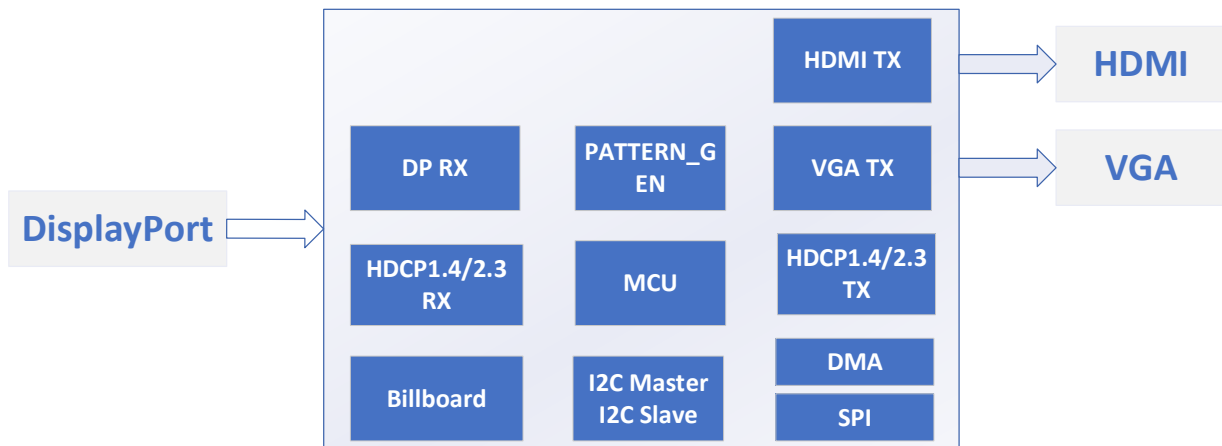 HDMI TX
HDMI
DP RX
PATTERN_G
EN
VGA TX
VGA
DisplayPort
HDCP1.4/2.3
RX
MCU
HDCP1.4/2.3
TX
Billboard
I2C Master
I2C Slave
DMA
SPI